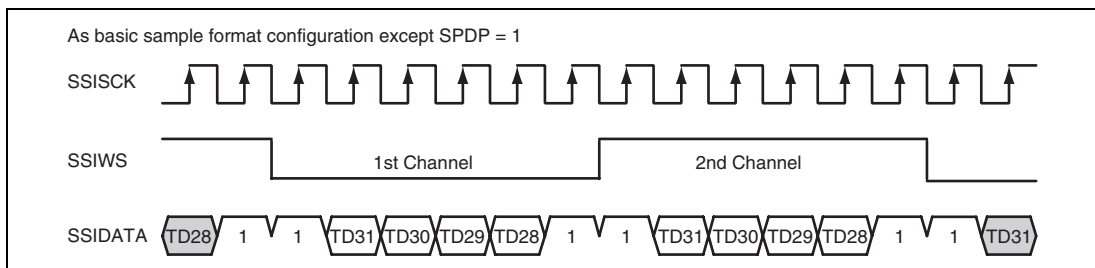 As basic sample format configuration except SPDP = 1
SSISCK
SSIWS 1st Channel 2nd Channel
SSIDATA TD28 1 1 TD31 TD30 TD29 TD28 1 1 TD31 TD30 TD29 TD28 1 1 TD31